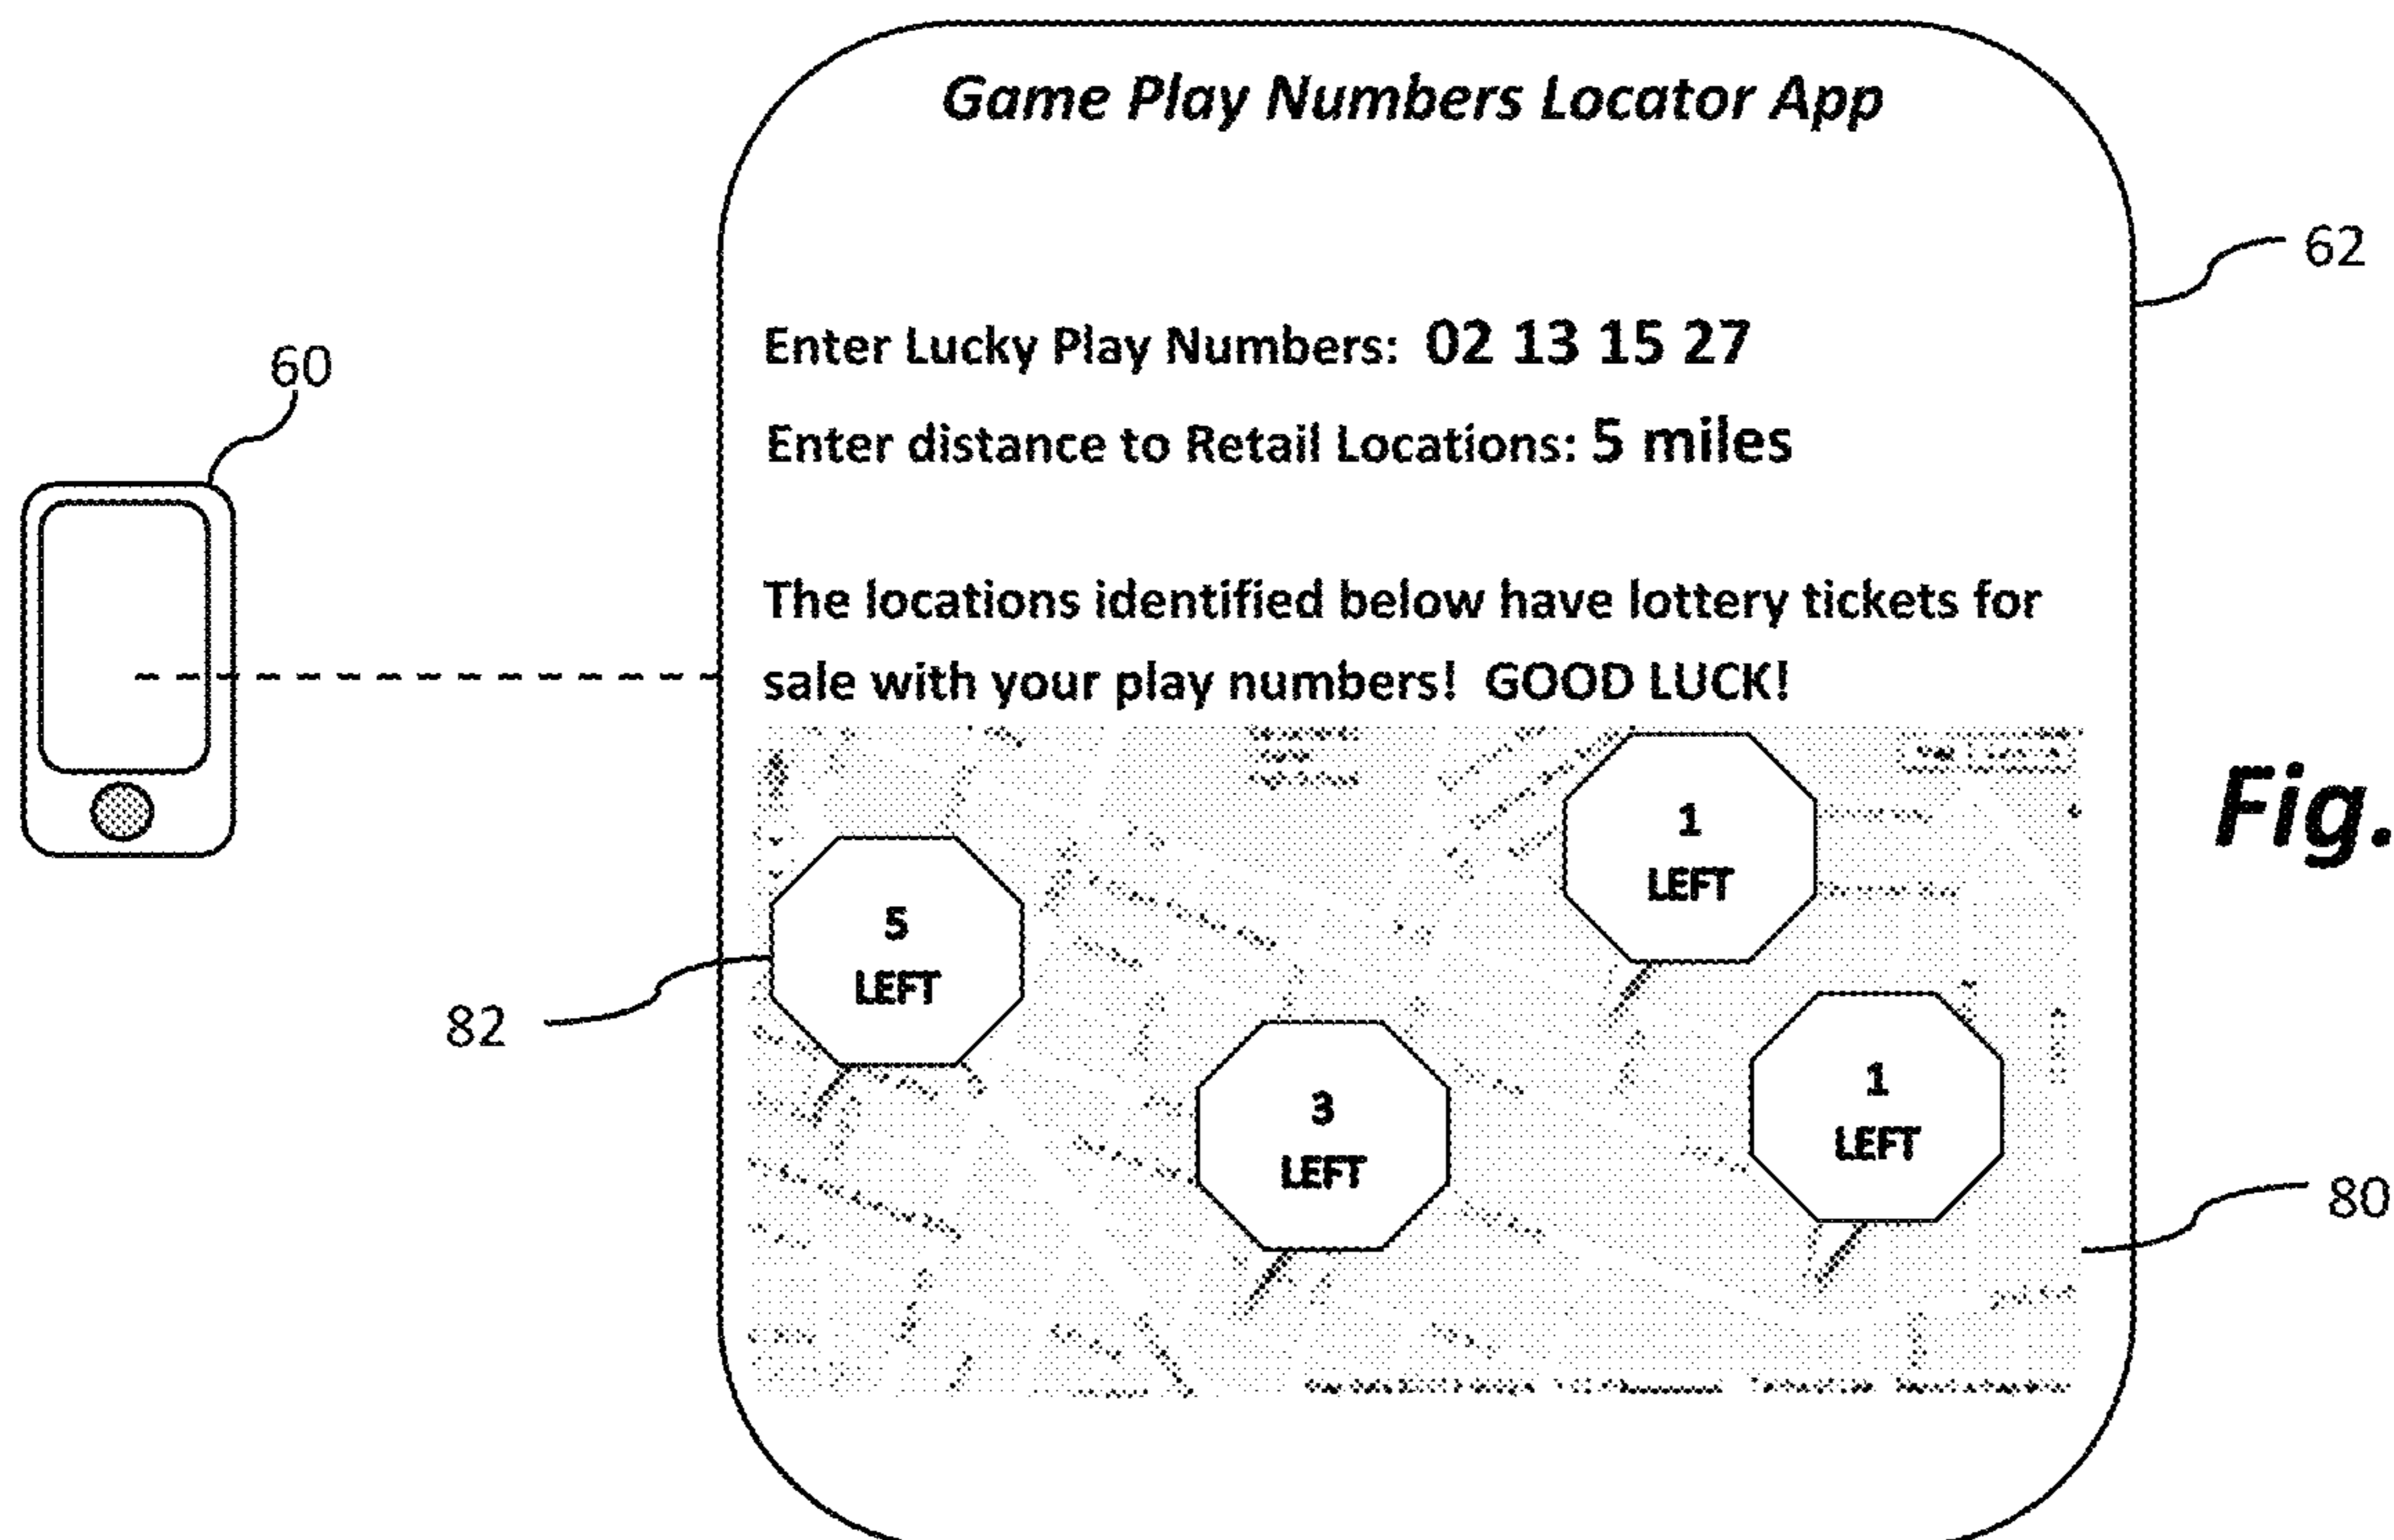 Game Play Numbers Locator App
62
60
Enter Lucky Play Numbers: 02 13 15 27
Enter distance to Retail Locations: 5 miles
The locations identified below have lottery tickets for
sale with your play numbers! GOOD LUCK!
Fig.
1
LEFT
5
LEFT
82
1
LEFT
3
LEFT
80